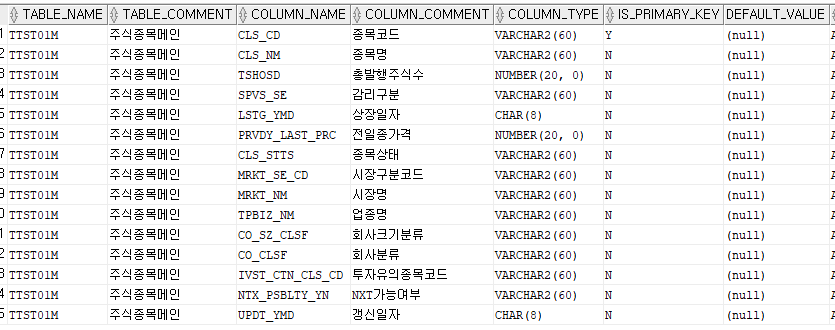 TABLE_NAME TABLE_COMMENT COLUMN_NAME COLUMN_COMMENT COLUMN_TYPE IS_PRIMARY_KEY DEFAULT_VALUE
1 TTST01M 주식종목메인 CLS_CD 종목코드 VARCHAR2(60) Y (null)
2 TTST01M 주식종목메인 CLS_NM 종목명 VARCHAR2(60) N (null)
3 TTST01M 주식종목메인 TSHOSD 총발행주식수 NUMBER(20, 0) N (null)
4 TTST01M 주식종목메인 SPVS_SE 감리구분 VARCHAR2(60) N (null)
5 TTST01M 주식종목메인 LSTG_YMD 상장일자 CHAR(8) N (null)
6 TTST01M 주식종목메인 PRVDY_LAST_PRC 전일종가격 NUMBER(20, 0) N (null)
7 TTST01M 주식종목메인 CLS_STTS 종목상태 VARCHAR2(60) N (null)
8 TTST01M 주식종목메인 MRKT_SE_CD 시장구분코드 VARCHAR2(60) N (null)
9 TTST01M 주식종목메인 MRKT_NM 시장명 VARCHAR2(60) N (null)
0 TTST01M 주식종목메인 TPBIZ_NM 업종명 VARCHAR2(60) N (null)
1 TTST01M 주식종목메인 CO_SZ_CLSF 회사크기분류 VARCHAR2(60) N (null)
2 TTST01M 주식종목메인 CO_CLSF 회사분류 VARCHAR2(60) N (null)
3 TTST01M 주식종목메인 IVST_CTN_CLS_CD 투자유의종목코드 VARCHAR2(60) N (null)
4 TTST01M 주식종목메인 NTX_PSBLTY_YN NXT가능여부 VARCHAR2(60) N (null)
5 TTST01M 주식종목메인 UPDT_YMD 갱신일자 CHAR(8) N (null)